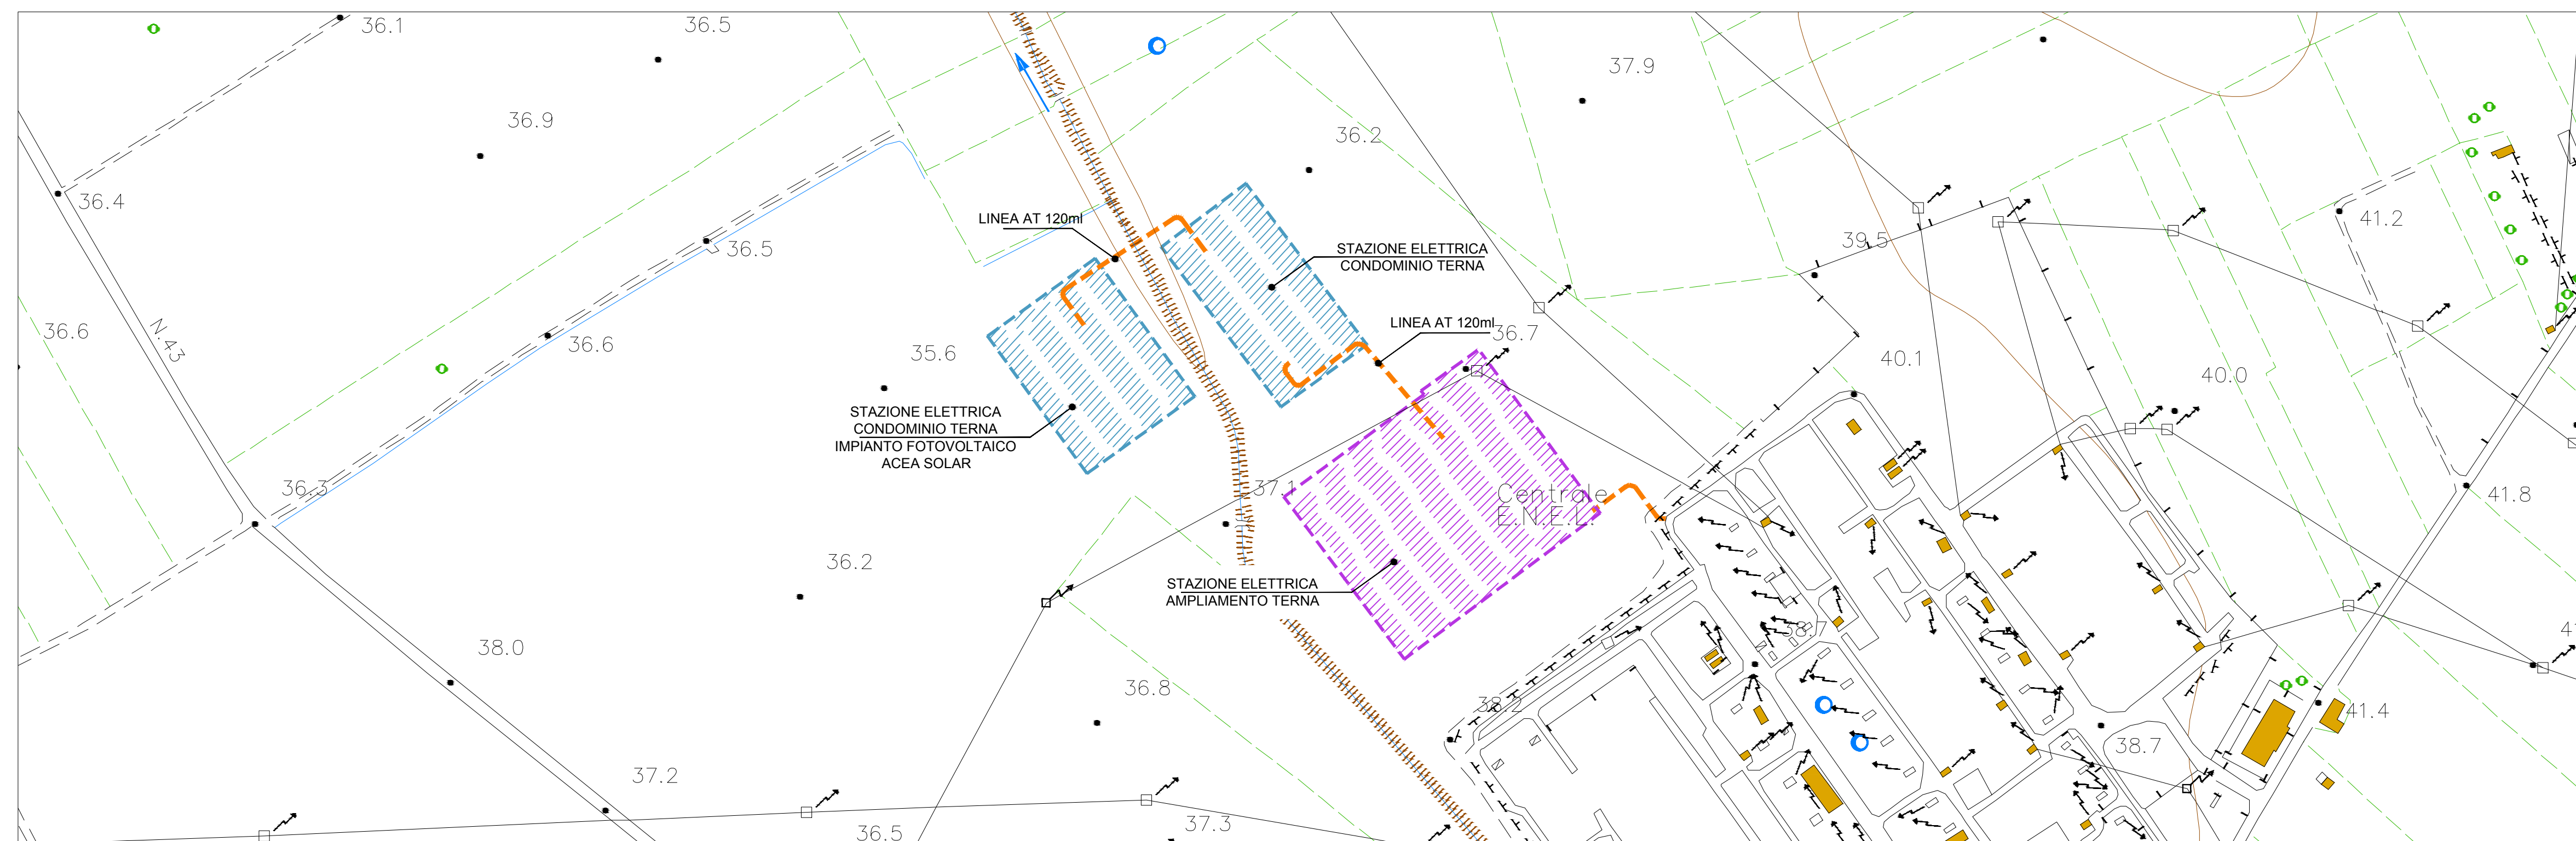 36.1
36.5
37.9
36.9
36.2
36.4
LINEA AT 120ml
41.2
39.5
36.5
STAZIONE ELETTRICA
CONDOMINIO TERNA
36.6
N.43
36.6
35.6
LINEA AT 120ml
36.7
40.1
40.0
STAZIONE ELETTRICA
CONDOMINIO TERNA
IMPIANTO FOTOVOLTAICO
ACEA SOLAR
36.3
37.1
Centrale
E.N.E.L.
41.8
36.2
STAZIONE ELETTRICA
AMPLIAMENTO TERNA
38.7
38.0
36.8
38.2
41.4
38.7
37.2
36.5
37.3